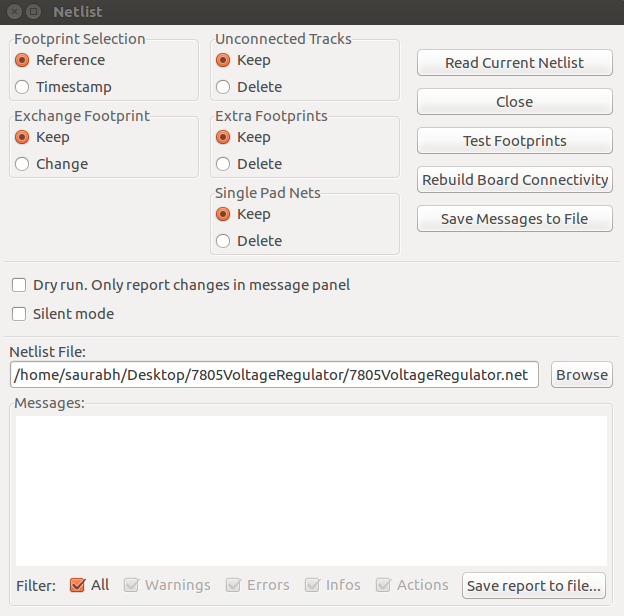 Netlist
Footprint Selection
Reference
Timestamp
Exchange Footprint
Keep
Change
Unconnected Tracks
Keep
Delete
Extra Footprints
Keep
Delete
Single Pad Nets
Keep
Delete
Read Current Netlist
Close
Test Footprints
Rebuild Board Connectivity
Save Messages to File
Dry run. Only report changes in message panel
Silent mode
Netlist File:
/home/saurabh/Desktop/7805VoltageRegulator/7805VoltageRegulator.net
Browse
Messages:
Filter: All Warnings Errors Infos Actions Save report to file...